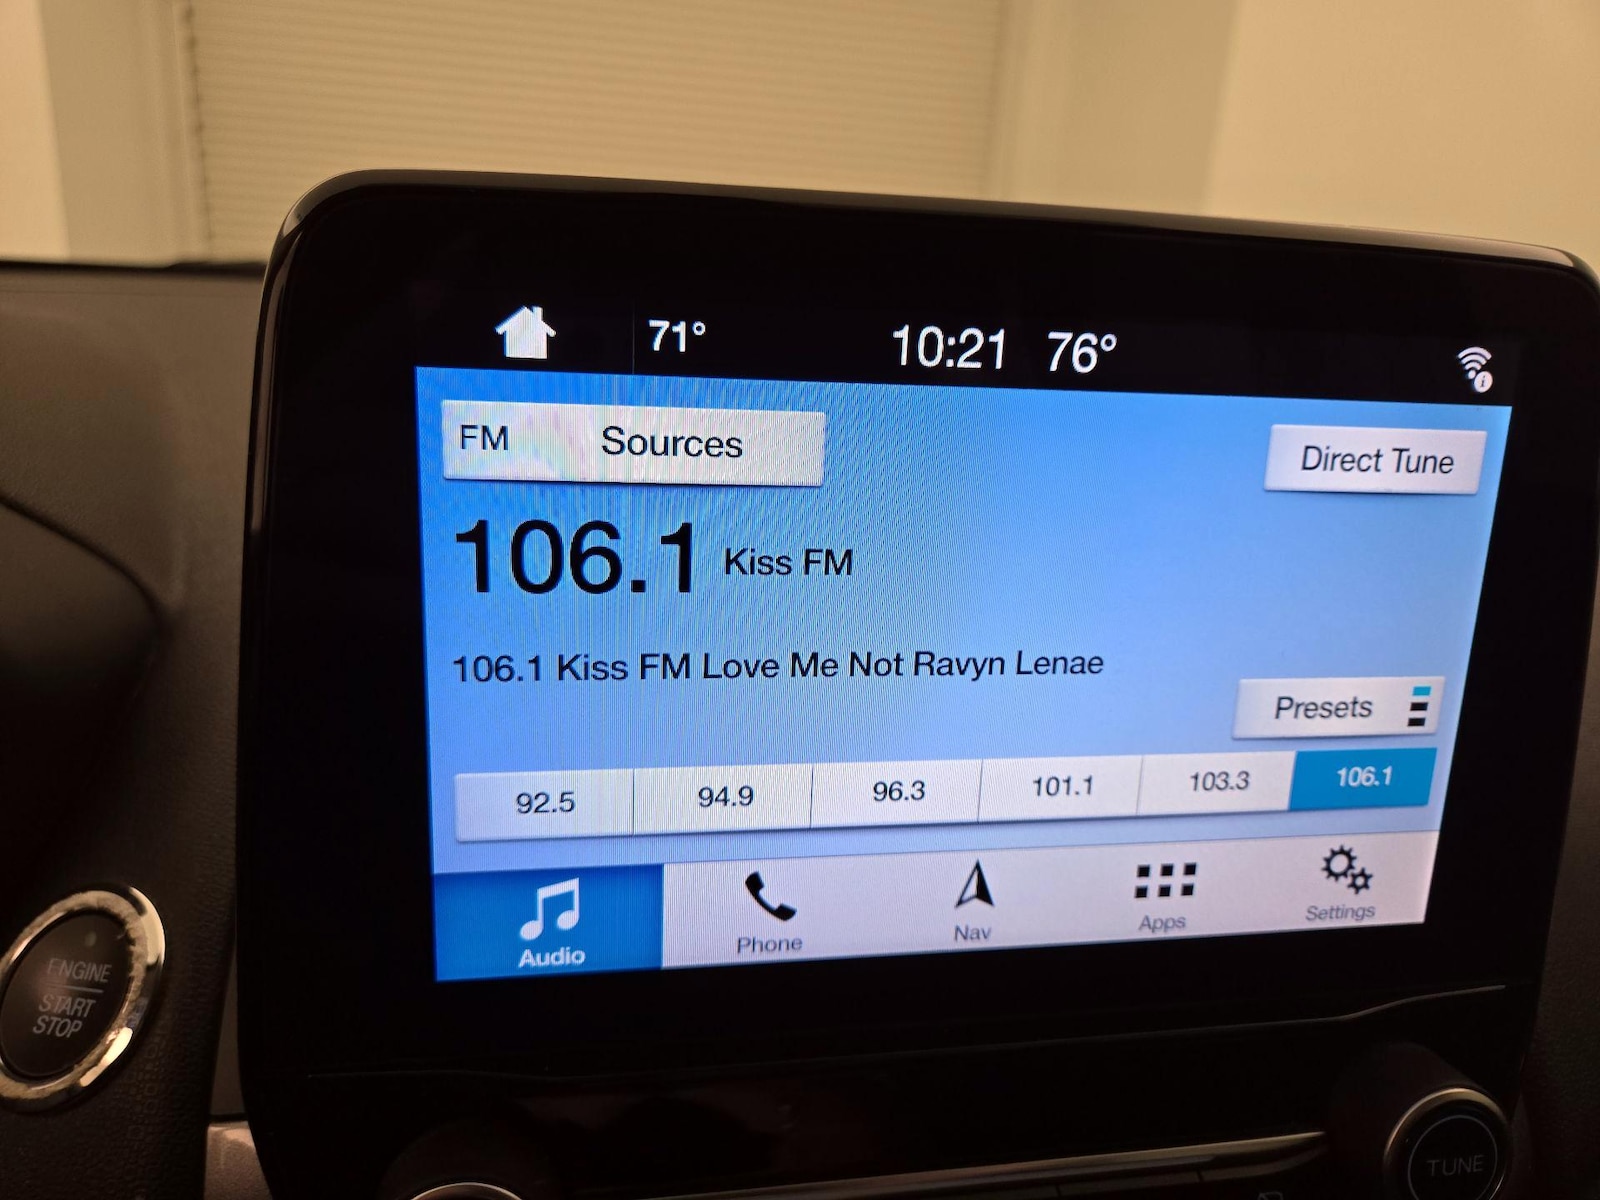 71° 10:21 76°
FM Sources
Direct Tune
106.1 Kiss FM
106.1 Kiss FM Love Me Not Ravyn Lenae
Presets
92.5 94.9 96.3 101.1 103.3 106.1
Audio Phone Nav Apps Settings
ENGINE
START
STOP
TUNE